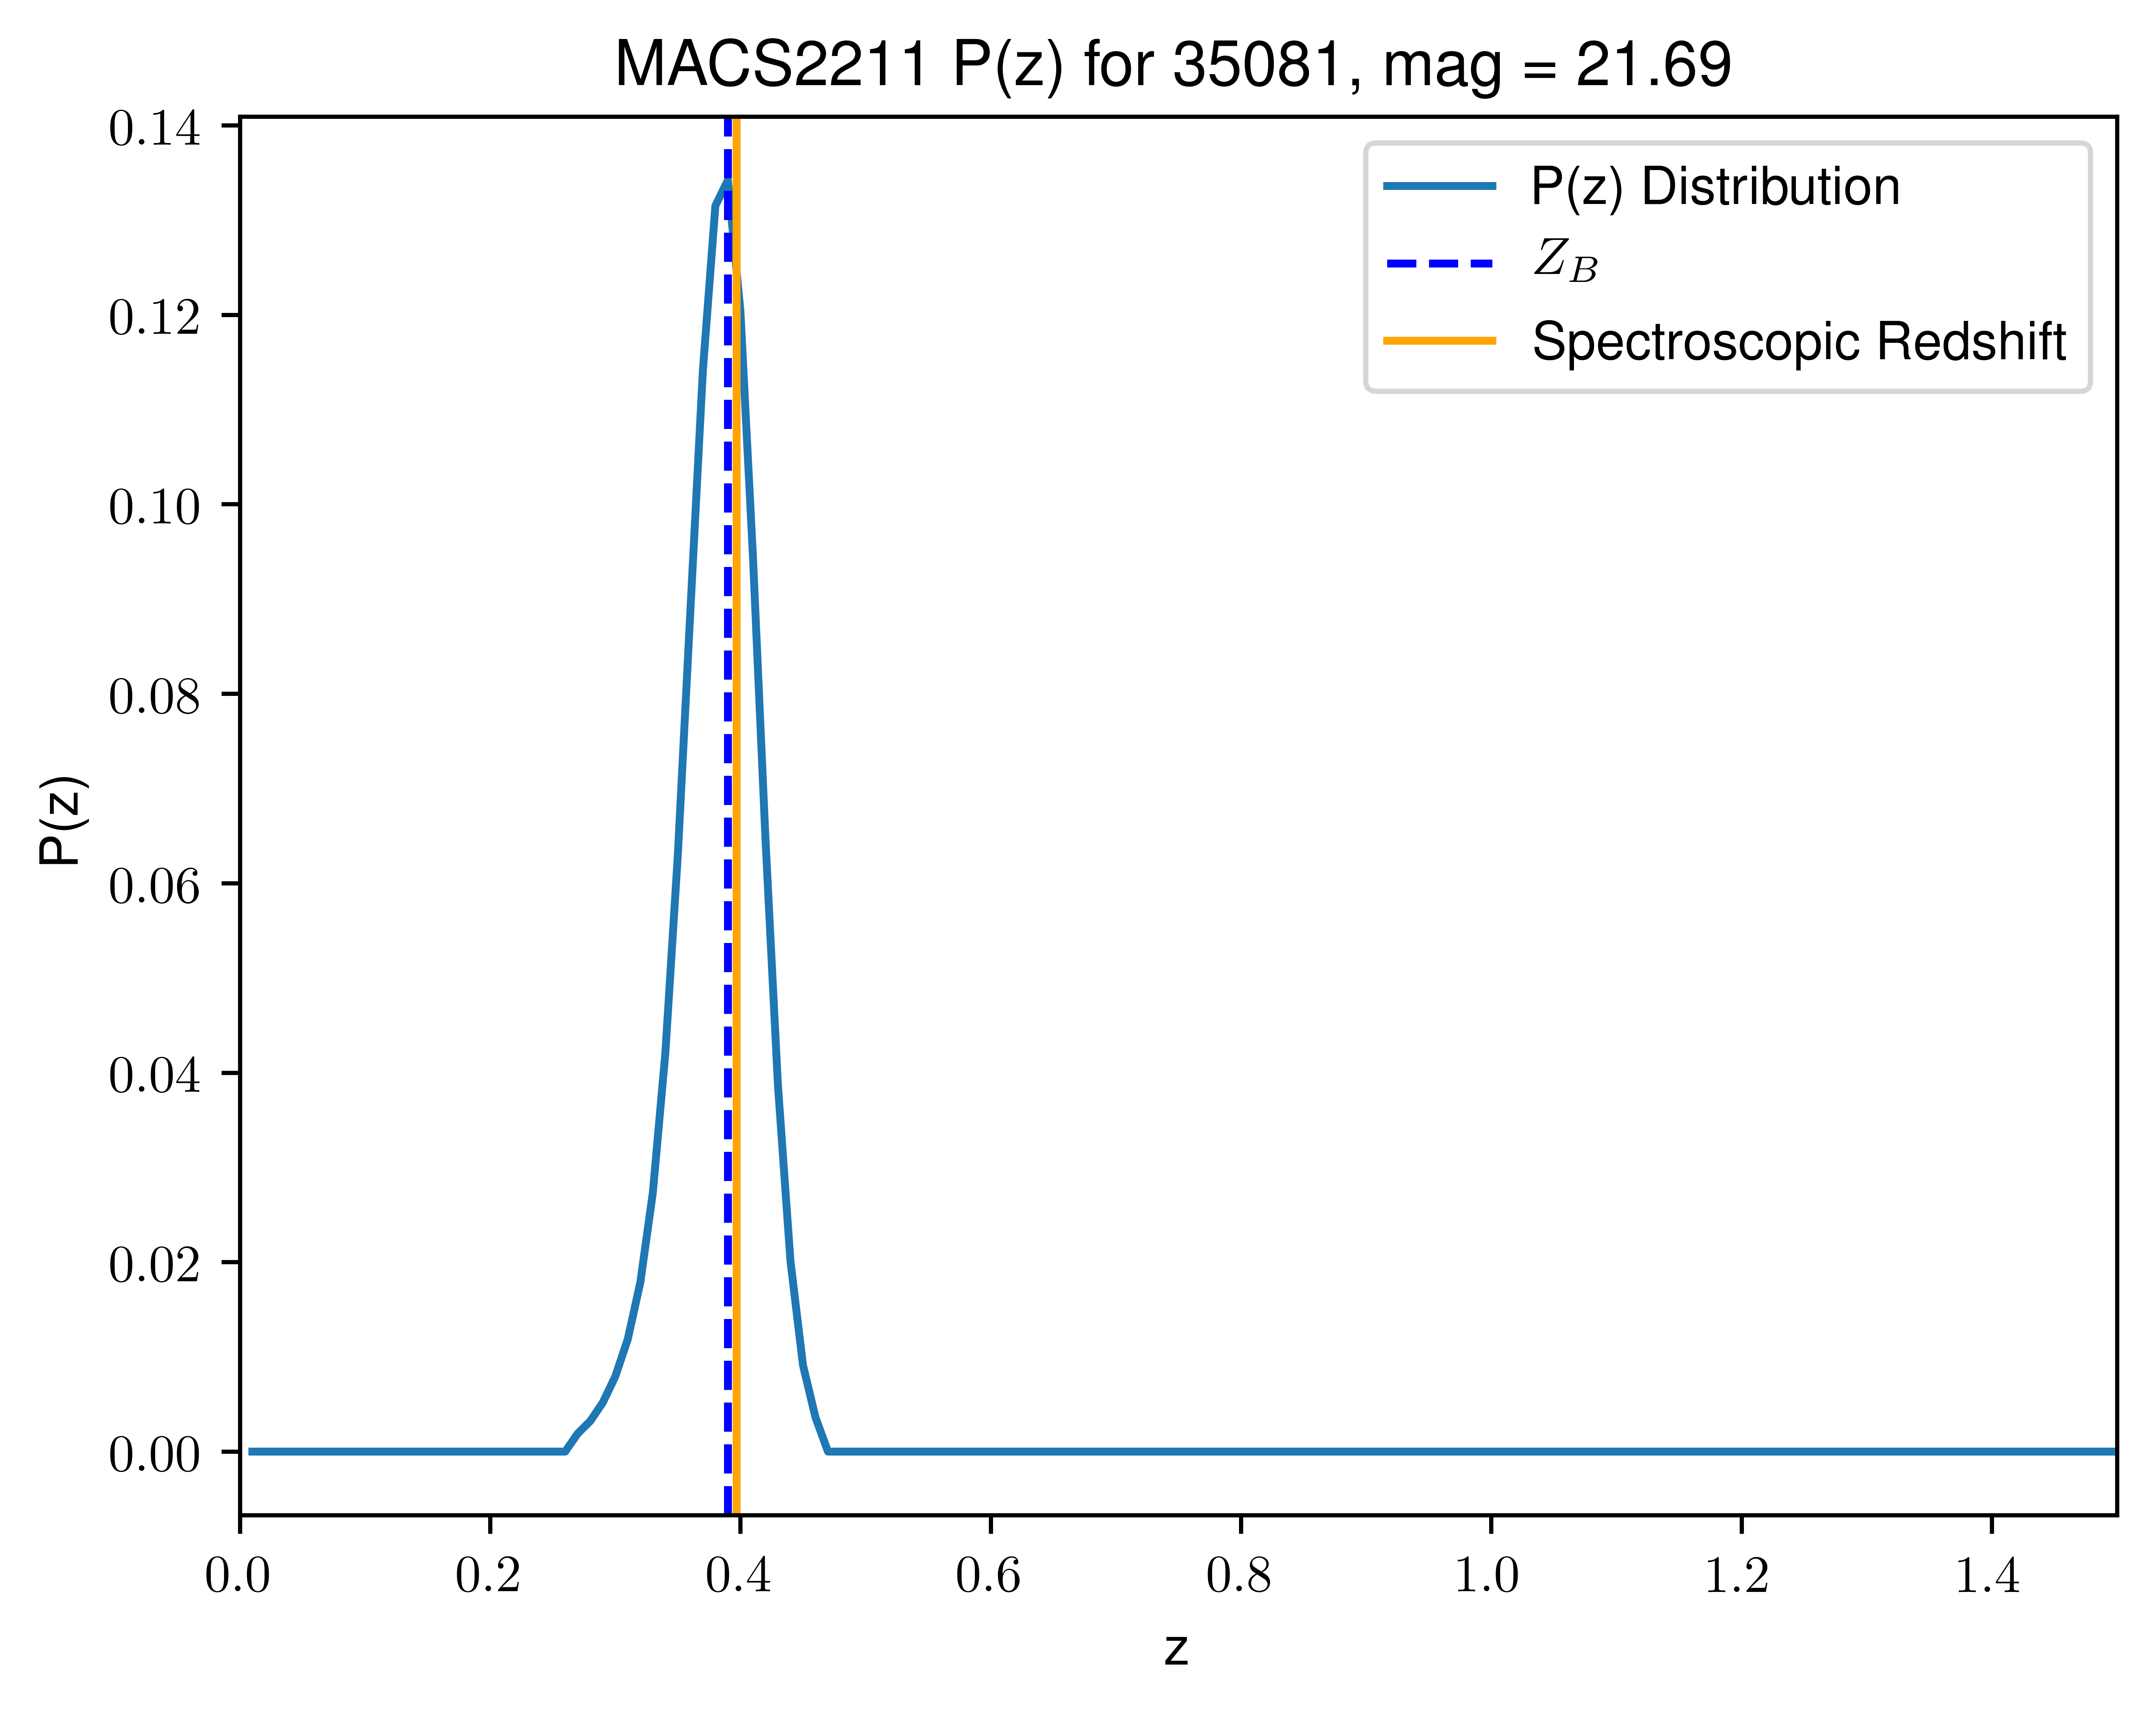 MACS2211 P(z) for 35081, mag = 21.69
0.14
0.12
0.10
0.08
0.06
0.04
0.02
0.00
P(z)
P(z) Distribution
Z_B
Spectroscopic Redshift
0.0 0.2 0.4 0.6 0.8 1.0 1.2 1.4
z